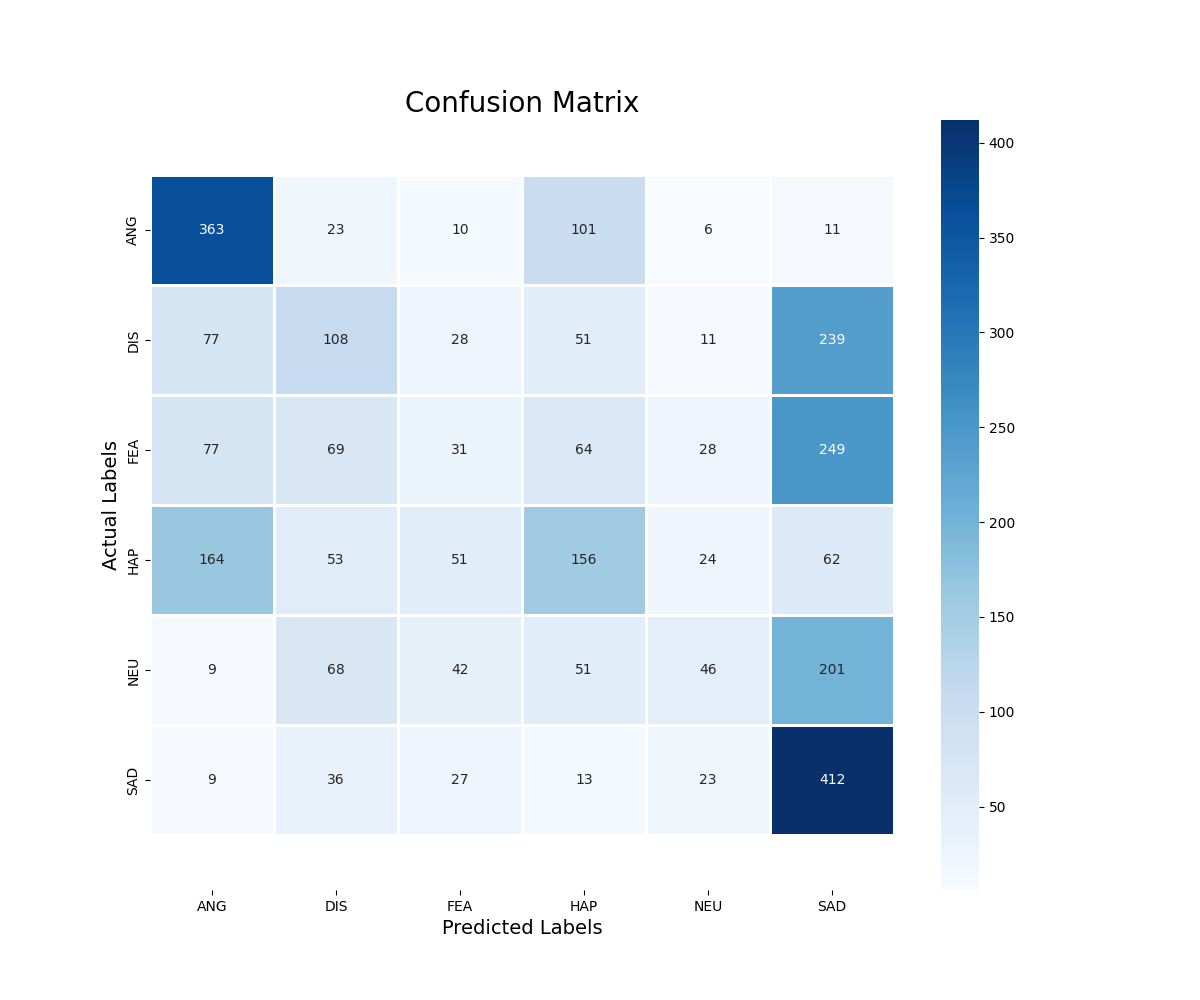 Confusion Matrix
ANG 363 23 10 101 6 11
DIS 77 108 28 51 11 239
FEA 77 69 31 64 28 249
HAP 164 53 51 156 24 62
NEU 9 68 42 51 46 201
SAD 9 36 27 13 23 412
Actual Labels
ANG DIS FEA HAP NEU SAD
Predicted Labels
400
350
300
250
200
150
100
50